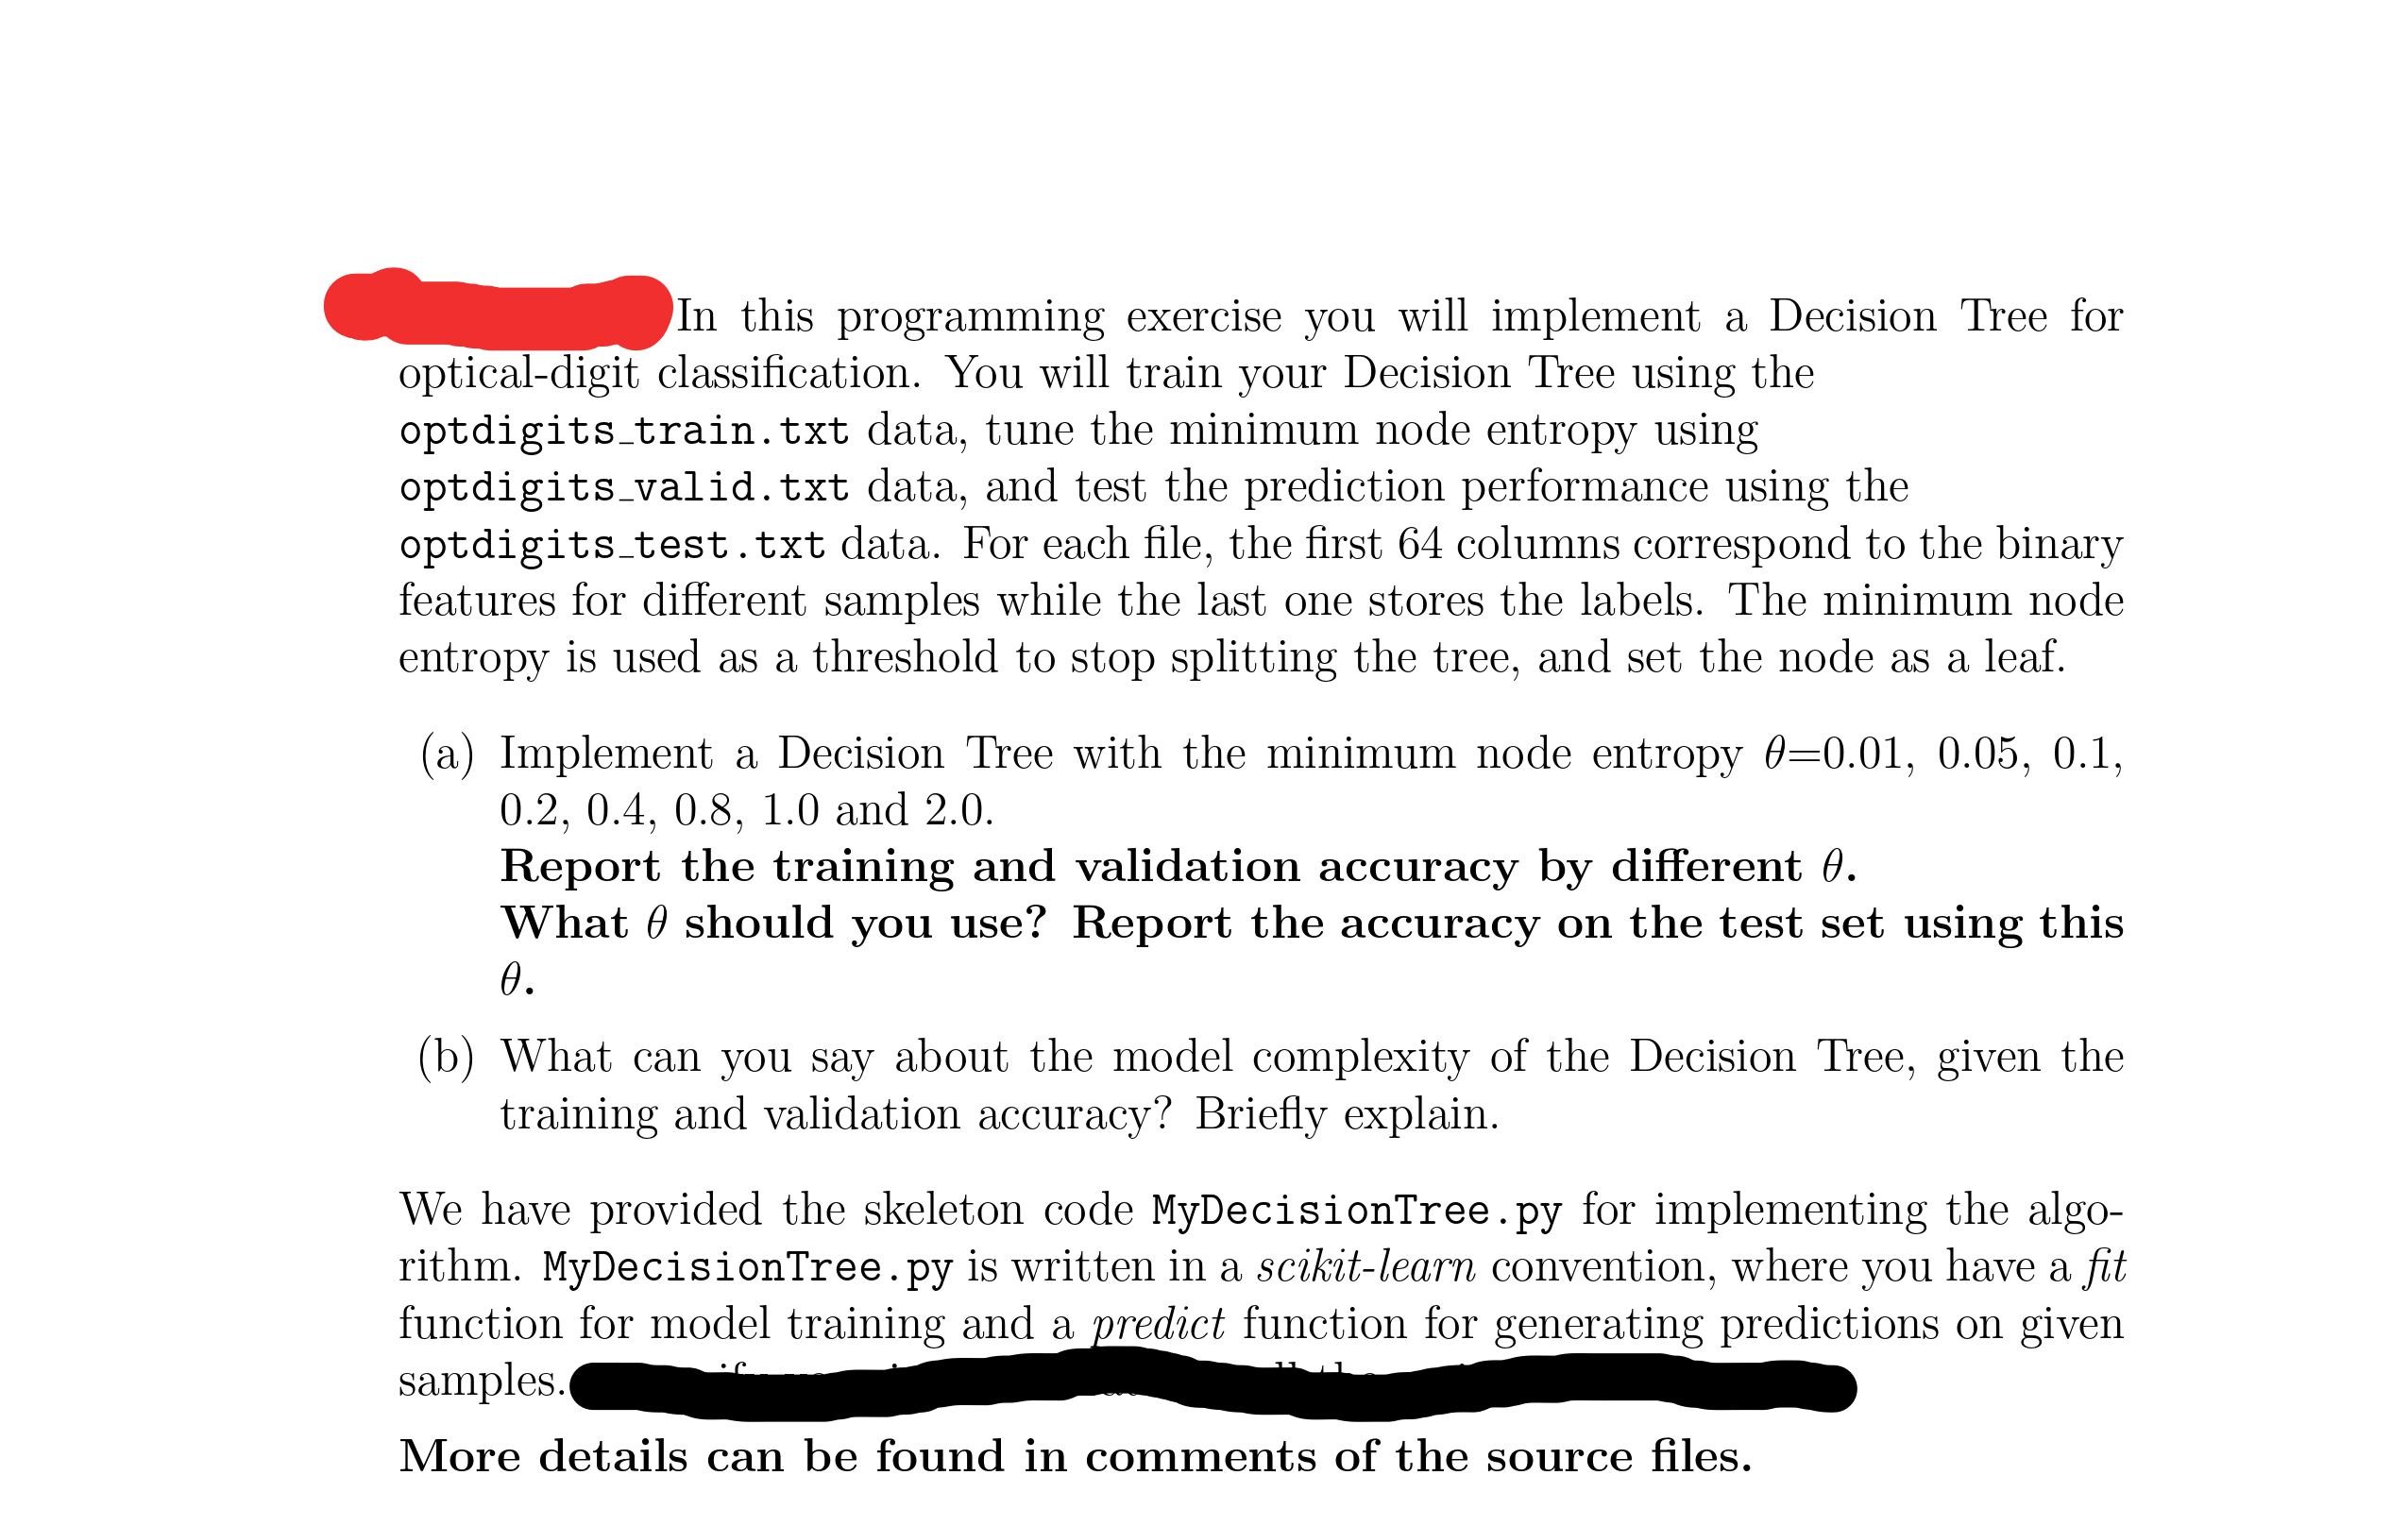 In this programming exercise you will implement a Decision Tree for
optical-digit classification. You will train your Decision Tree using the
optdigits_train.txt data, tune the minimum node entropy using
optdigits_valid.txt data, and test the prediction performance using the
optdigits_test.txt data. For each file, the first 64 columns correspond to the binary
features for different samples while the last one stores the labels. The minimum node
entropy is used as a threshold to stop splitting the tree, and set the node as a leaf.
(a) Implement a Decision Tree with the minimum node entropy θ=0.01, 0.05, 0.1,
0.2, 0.4, 0.8, 1.0 and 2.0.
Report the training and validation accuracy by different θ.
What θ should you use? Report the accuracy on the test set using this
θ.
(b) What can you say about the model complexity of the Decision Tree, given the
training and validation accuracy? Briefly explain.
We have provided the skeleton code MyDecisionTree.py for implementing the algo-
rithm. MyDecisionTree.py is written in a scikit-learn convention, where you have a fit
function for model training and a predict function for generating predictions on given
samples.
More details can be found in comments of the source files.